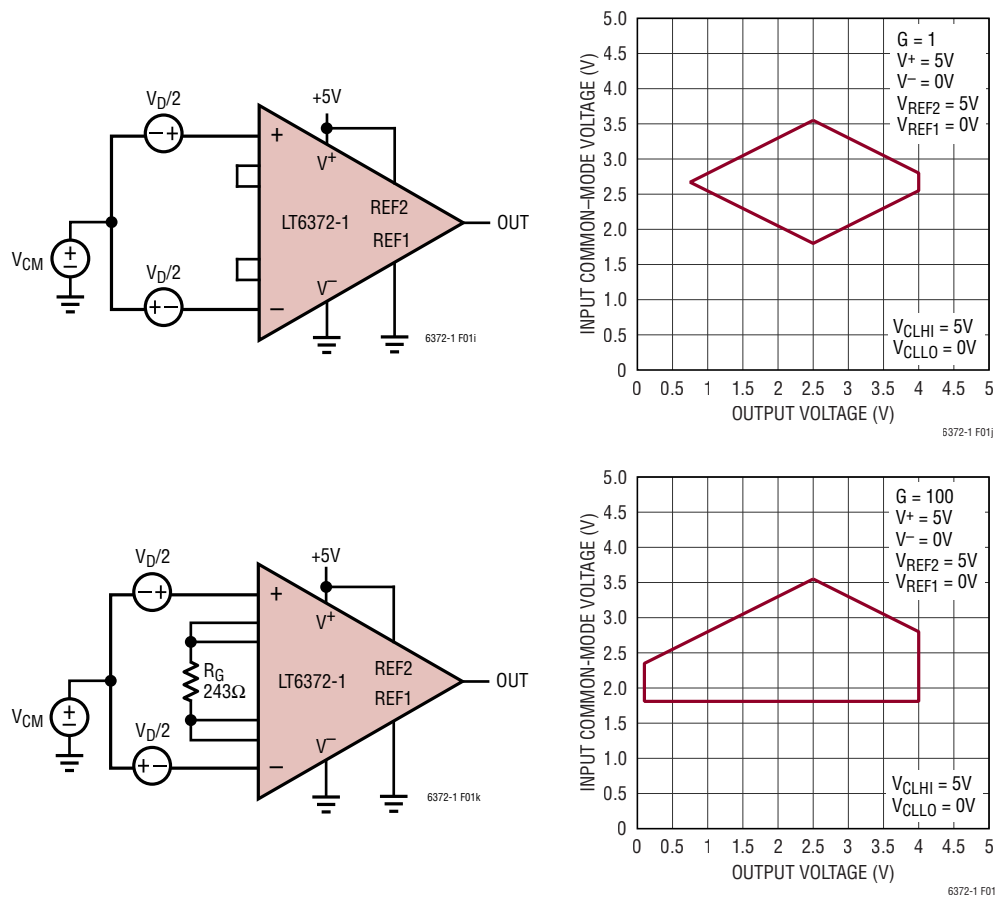 V_D/2
+5V
−+
+
V⁺
REF2
LT6372-1
REF1
OUT
V_CM
+
−
V_D/2
+−
−
V⁻
6372-1 F01i
INPUT COMMON–MODE VOLTAGE (V)
5.0
4.5
4.0
3.5
3.0
2.5
2.0
1.5
1.0
0.5
0
G = 1
V⁺ = 5V
V⁻ = 0V
V_REF2 = 5V
V_REF1 = 0V
V_CLHI = 5V
V_CLLO = 0V
0 0.5 1 1.5 2 2.5 3 3.5 4 4.5 5
OUTPUT VOLTAGE (V)
6372-1 F01j
V_D/2
+5V
−+
+
V⁺
R_G
243Ω
REF2
LT6372-1
REF1
OUT
V_CM
+
−
V_D/2
+−
−
V⁻
6372-1 F01k
INPUT COMMON-MODE VOLTAGE (V)
5.0
4.5
4.0
3.5
3.0
2.5
2.0
1.5
1.0
0.5
0
G = 100
V⁺ = 5V
V⁻ = 0V
V_REF2 = 5V
V_REF1 = 0V
V_CLHI = 5V
V_CLLO = 0V
0 0.5 1 1.5 2 2.5 3 3.5 4 4.5 5
OUTPUT VOLTAGE (V)
6372-1 F01